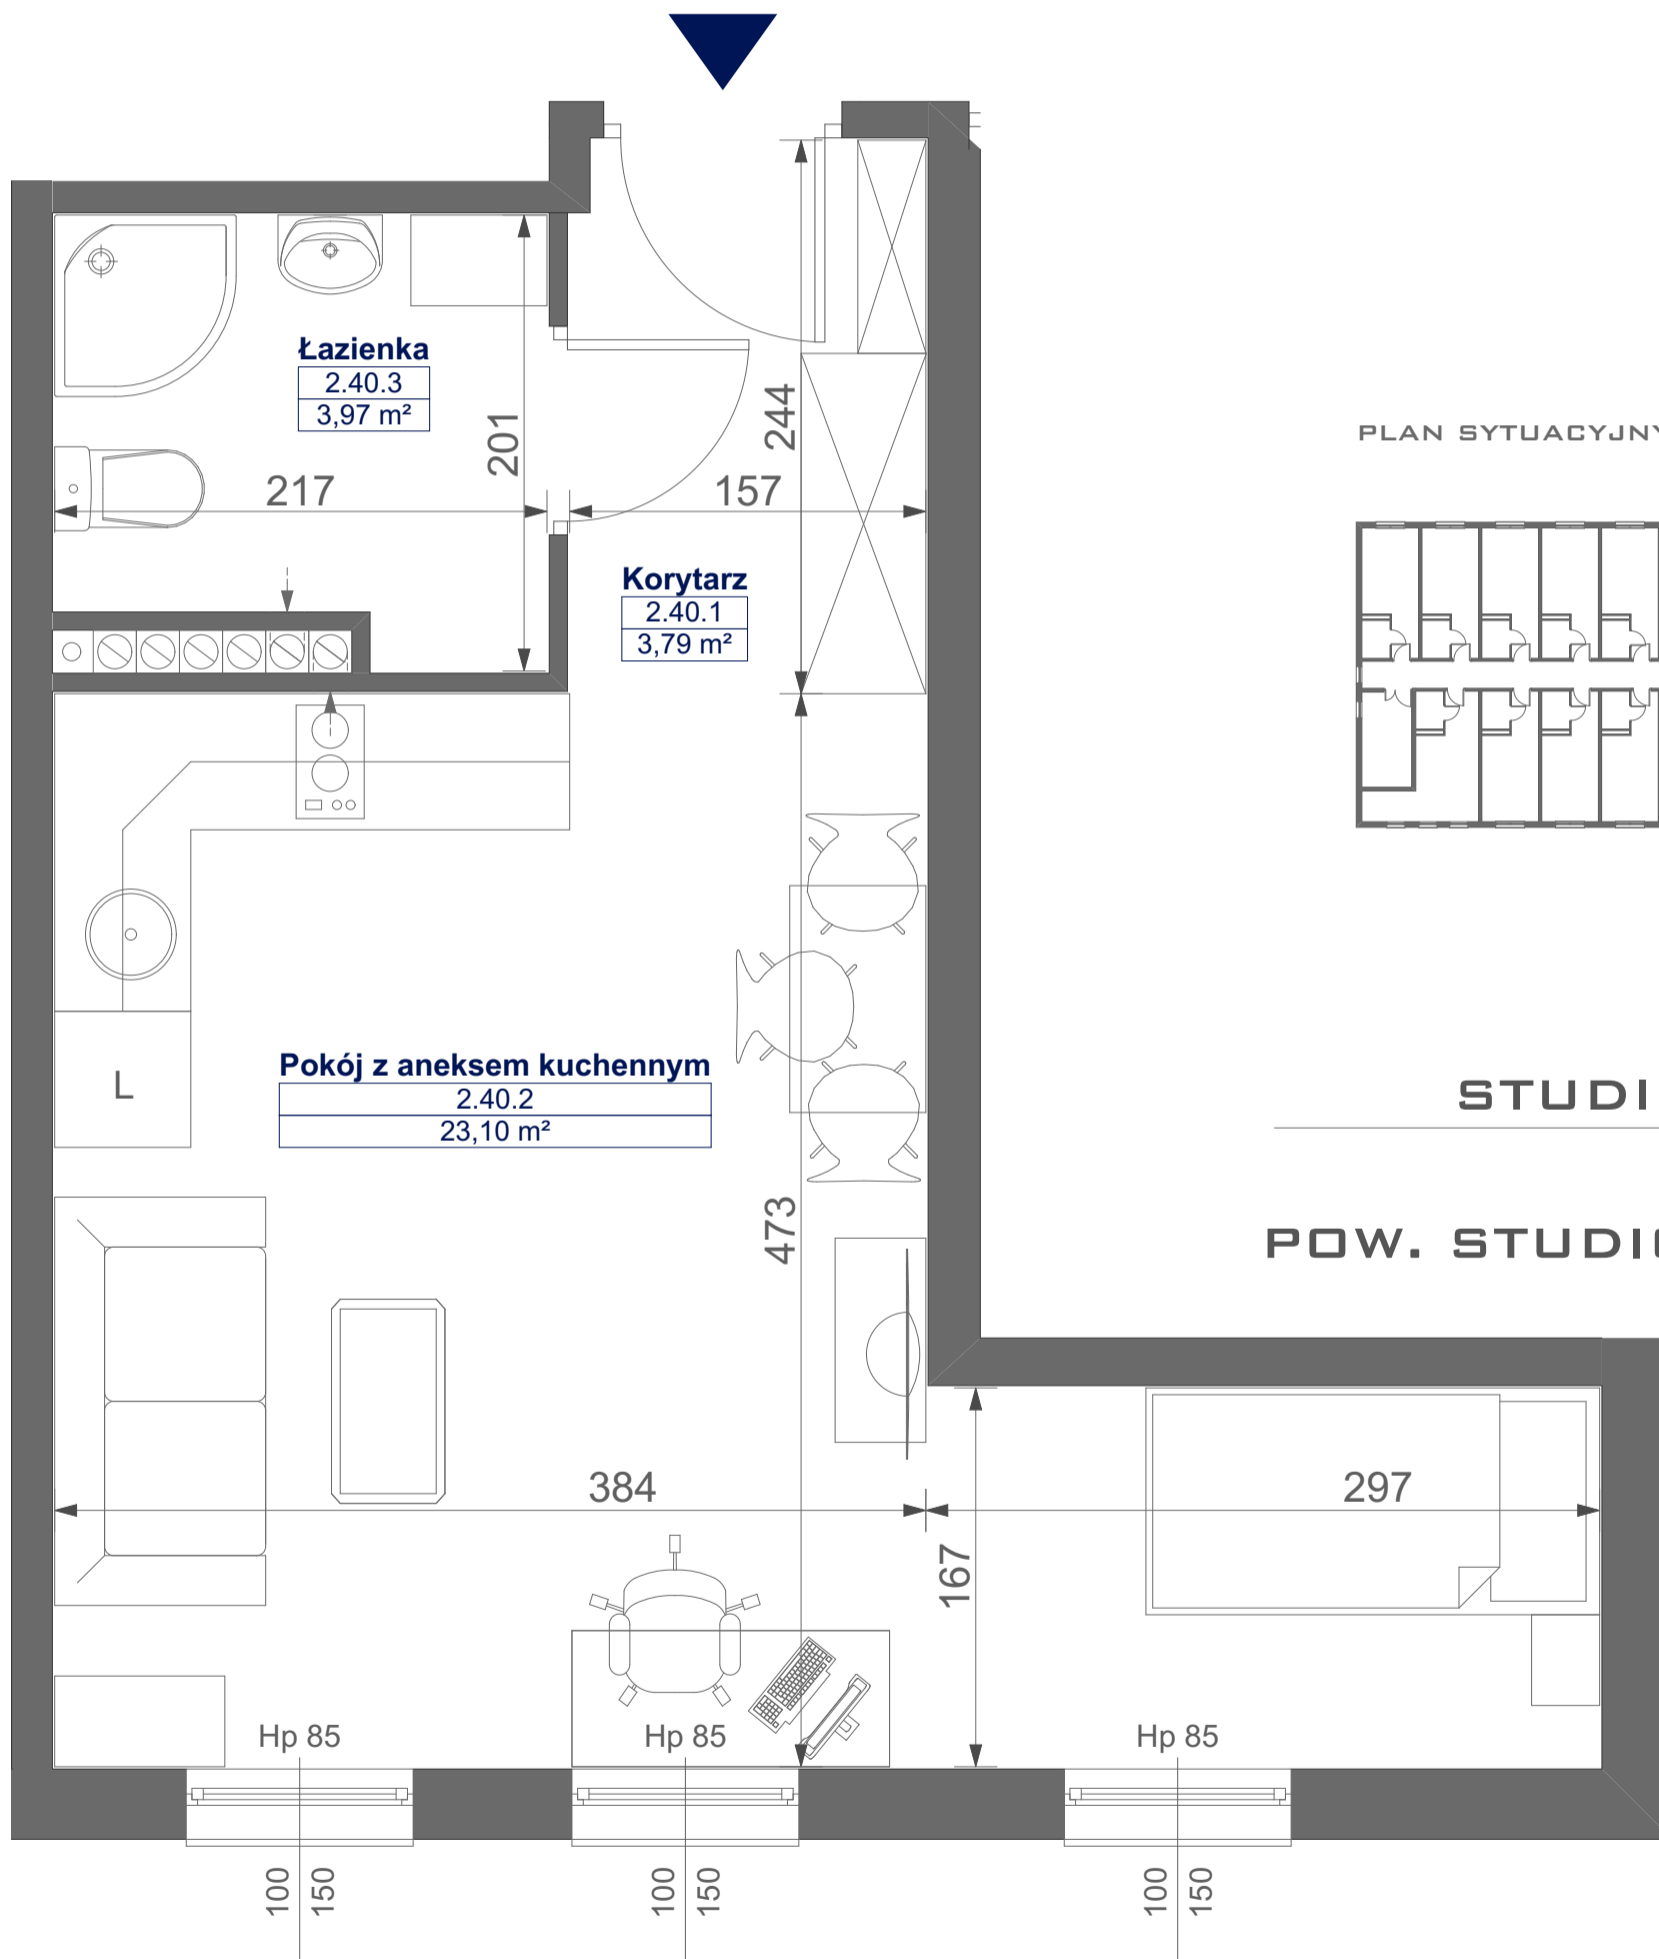 Łazienka
2.40.3
3,97 m²
201
244
217
157
PLAN SYTUACYJNY
Korytarz
2.40.1
3,79 m²
Pokój z aneksem kuchennym
2.40.2
23,10 m²
L
STUDI
473
POW. STUDIO
384
297
167
Hp 85
Hp 85
Hp 85
100
150
100
150
100
150